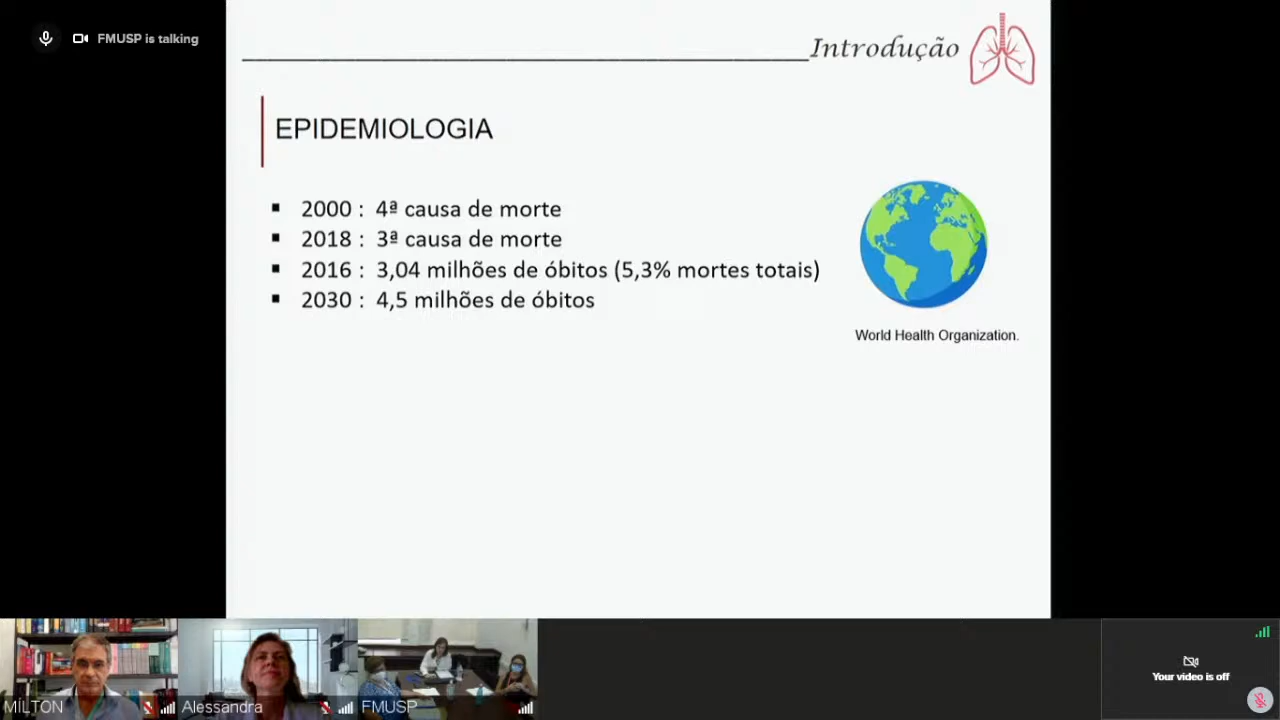 FMUSP is talking
Introdução
EPIDEMIOLOGIA
▪ 2000 : 4ª causa de morte
▪ 2018 : 3ª causa de morte
▪ 2016 : 3,04 milhões de óbitos (5,3% mortes totais)
▪ 2030 : 4,5 milhões de óbitos
World Health Organization.
MILTON
Alessandra
FMUSP
Your video is off